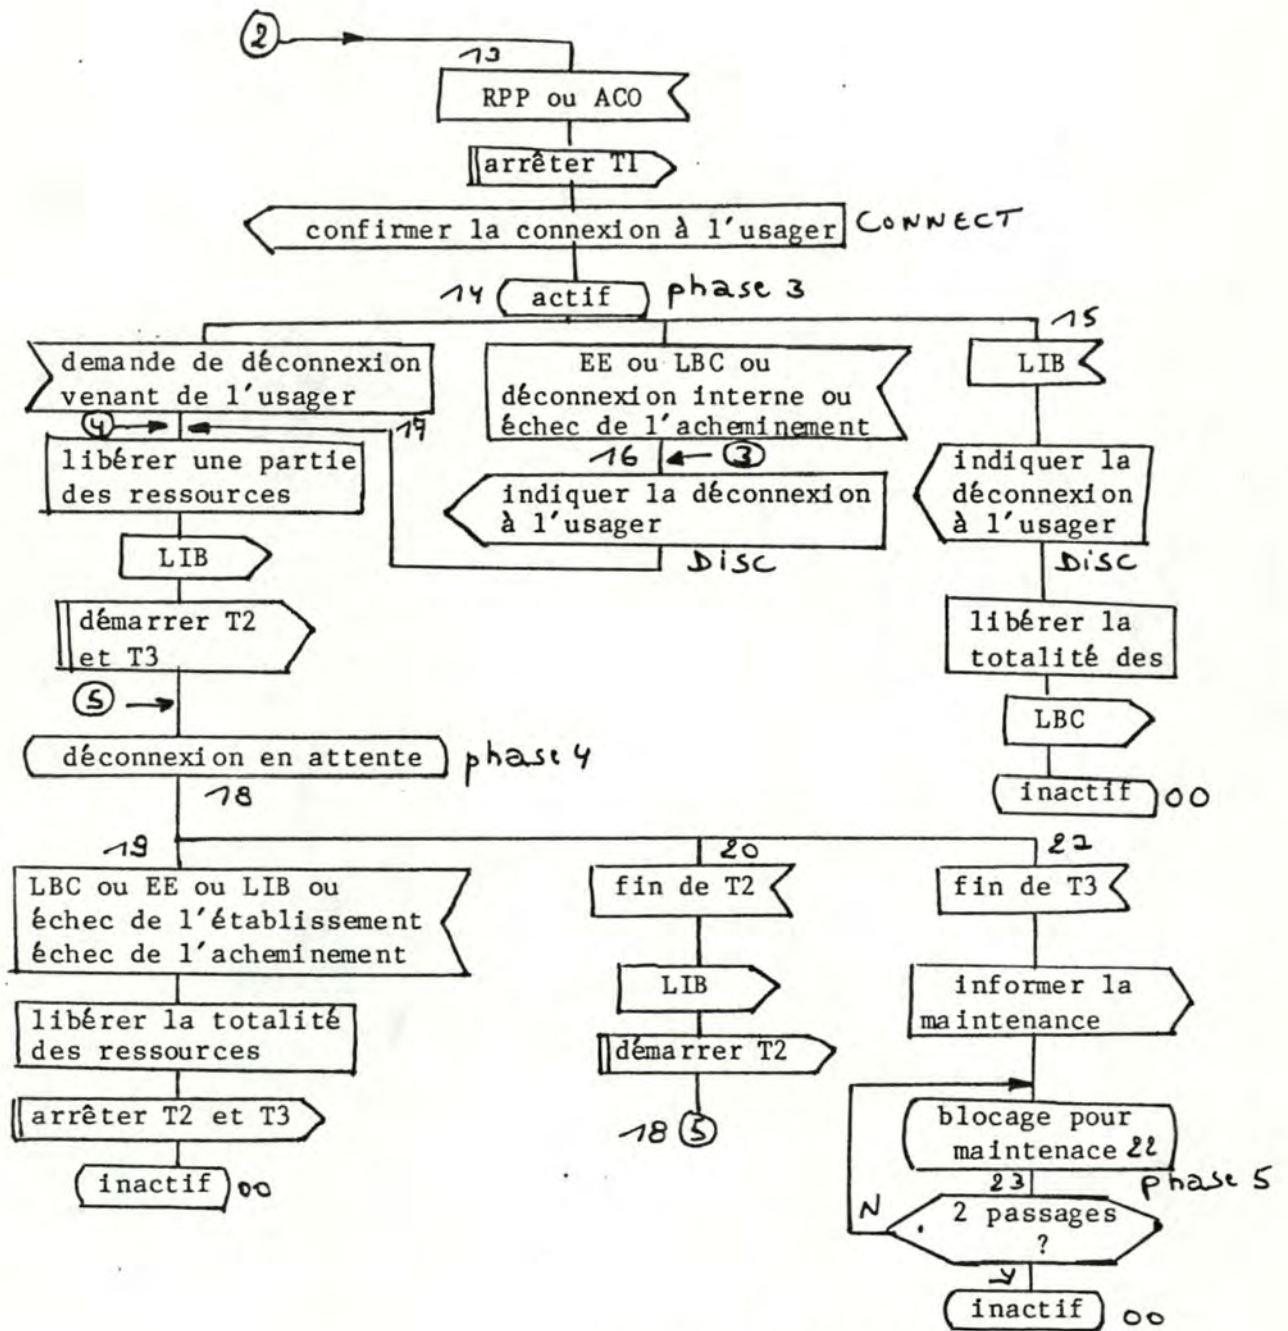 2
13
RPP ou ACO
arrêter T1
confirmer la connexion à l'usager CONNECT
14 actif phase 3
15
demande de déconnexion
venant de l'usager
EE ou LBC ou
déconnexion interne ou
échec de l'acheminement
LIB
4
17
16
3
libérer une partie
des ressources
indiquer la déconnexion
à l'usager
DISC
indiquer la
déconnexion
à l'usager
DISC
LIB
démarrer T2
et T3
libérer la
totalité des
5
LBC
déconnexion en attente phase 4
inactif 00
18
19
20
LBC ou EE ou LIB ou
échec de l'établissement
échec de l'acheminement
fin de T2
fin de T3
LIB
informer la
maintenance
libérer la totalité
des ressources
démarrer T2
arrêter T2 et T3
18 5
blocage pour
maintenace 22
phase 5
inactif 00
23
N
2 passages
?
y
inactif 00